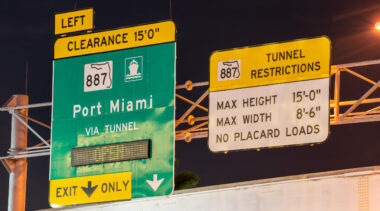 LEFT
CLEARANCE 15'0"
887
Port Miami
VIA TUNNEL
EXIT ONLY
887
TUNNEL
RESTRICTIONS
MAX HEIGHT 15'-0"
MAX WIDTH 8'-6"
NO PLACARD LOADS